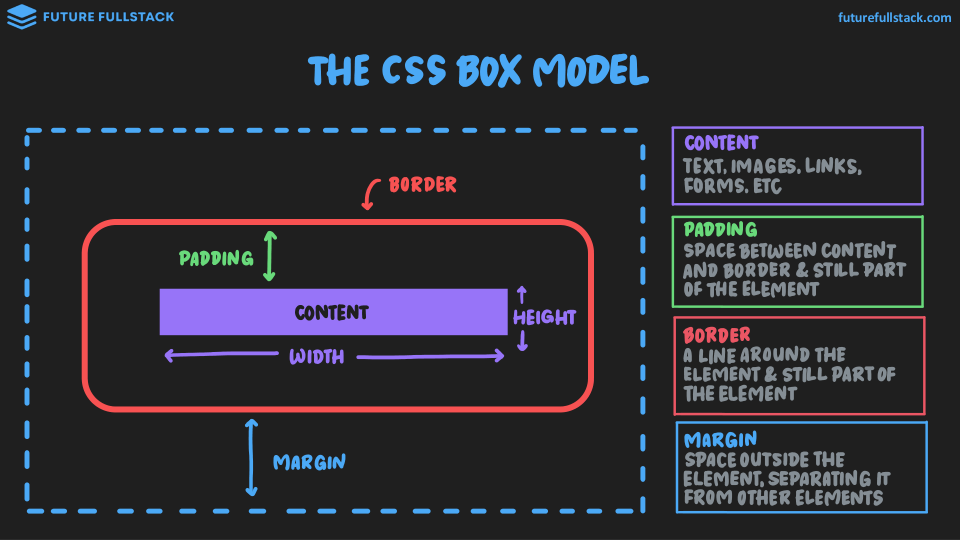 FUTURE FULLSTACK
futurefullstack.com
THE CSS BOX MODEL
BORDER
PADDING
CONTENT
HEIGHT
WIDTH
MARGIN
CONTENT
TEXT, IMAGES, LINKS,
FORMS, ETC
PADDING
SPACE BETWEEN CONTENT
AND BORDER & STILL PART
OF THE ELEMENT
BORDER
A LINE AROUND THE
ELEMENT & STILL PART OF
THE ELEMENT
MARGIN
SPACE OUTSIDE THE
ELEMENT, SEPARATING IT
FROM OTHER ELEMENTS